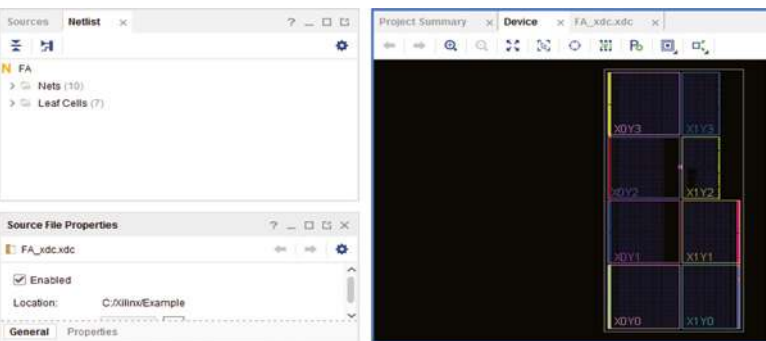 Sources Netlist × ? _
N FA
> Nets (10)
> Leaf Cells (7)
Source File Properties ? _ ×
FA_xdc.xdc
Enabled
Location: C:/Xilinx/Example
General Properties
Project Summary × Device × FA_xdc.xdc ×
X0Y3 X1Y3
X0Y2 X1Y2
X0Y1 X1Y1
X0Y0 X1Y0